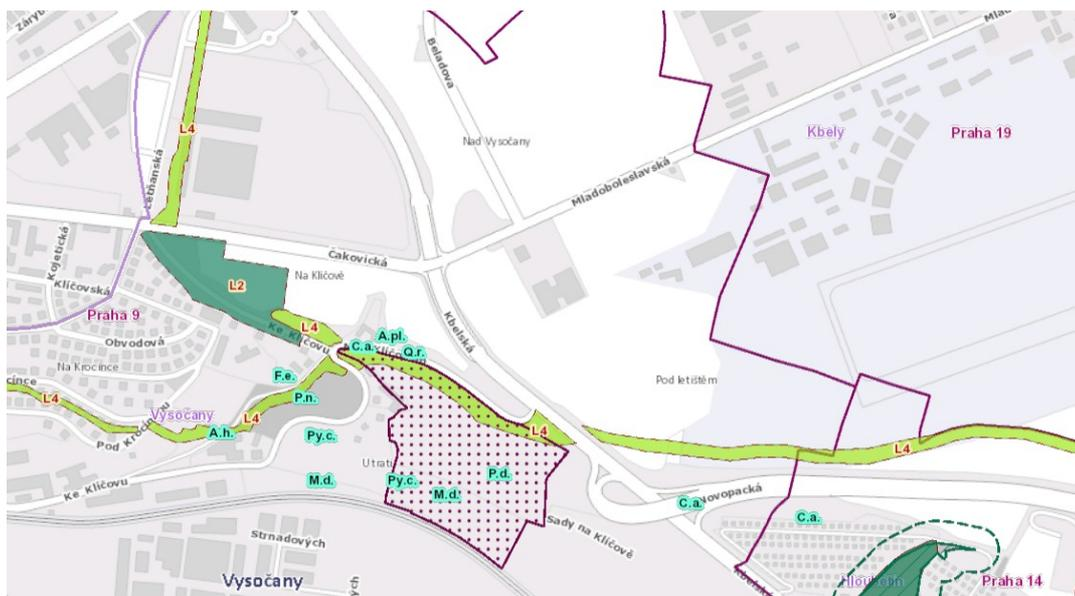 Beladova
Mladoboleslavská
Kbely
Praha 19
L4
Nad Vysočany
Letňanská
Kojetická
Klíčovská
Praha 9
Obvodová
Na Krocínce
L2
Čakovická
Na Klíčově
L4
Ke Klíčovu
Kbelská
A.pl.
C.a.
Q.r.
Pod letištěm
F.e.
P.n.
L4
Vysočany
Pod Krocínkou
L4
A.h.
Py.c.
L4
L4
Utrati
P.d.
M.d.
Py.c.
M.d.
Ke Klíčovu
C.a.
Novopacká
C.a.
Sady na Klíčově
Strnadových
Vysočany
Hloubětín
Praha 14
Kbelská